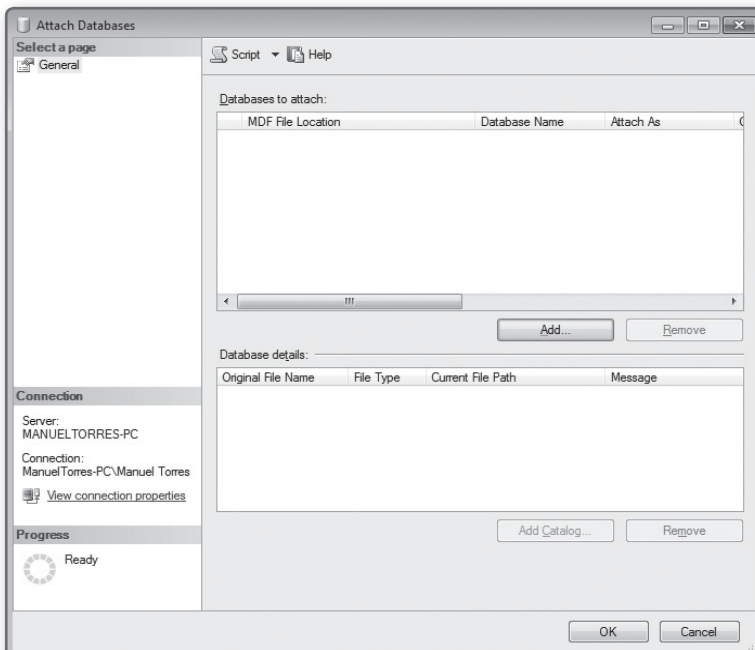 Attach Databases
Select a page
General
Script
Help
Databases to attach:
MDF File Location
Database Name
Attach As
Add...
Remove
Database details:
Original File Name
File Type
Current File Path
Message
Connection
Server:
MANUELTORRES-PC
Connection:
ManuelTorres-PC\Manuel Torres
View connection properties
Add Catalog...
Remove
Progress
Ready
OK
Cancel